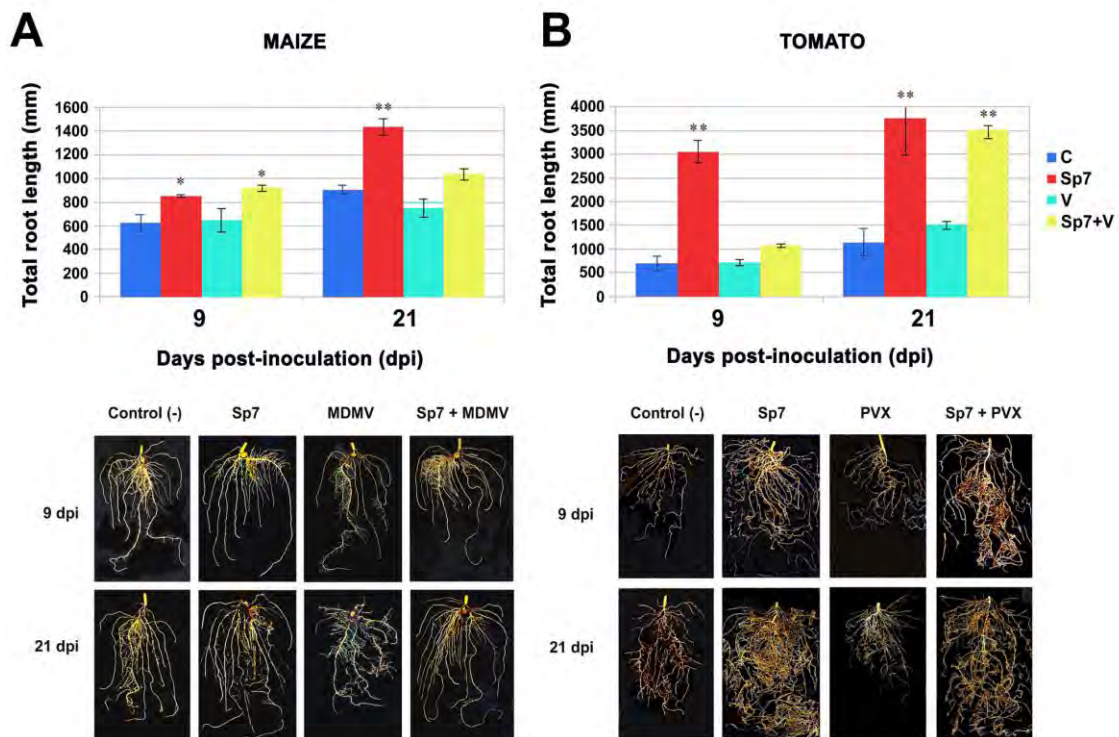 A
MAIZE
Total root length (mm)
1600
1400
1200
1000
800
600
400
200
0
*
*
**
9
21
Days post-inoculation (dpi)
Control (-)
Sp7
MDMV
Sp7 + MDMV
9 dpi
21 dpi
B
TOMATO
Total root length (mm)
4000
3500
3000
2500
2000
1500
1000
500
0
**
**
**
9
21
Days post-inoculation (dpi)
C
Sp7
V
Sp7+V
Control (-)
Sp7
PVX
Sp7 + PVX
9 dpi
21 dpi